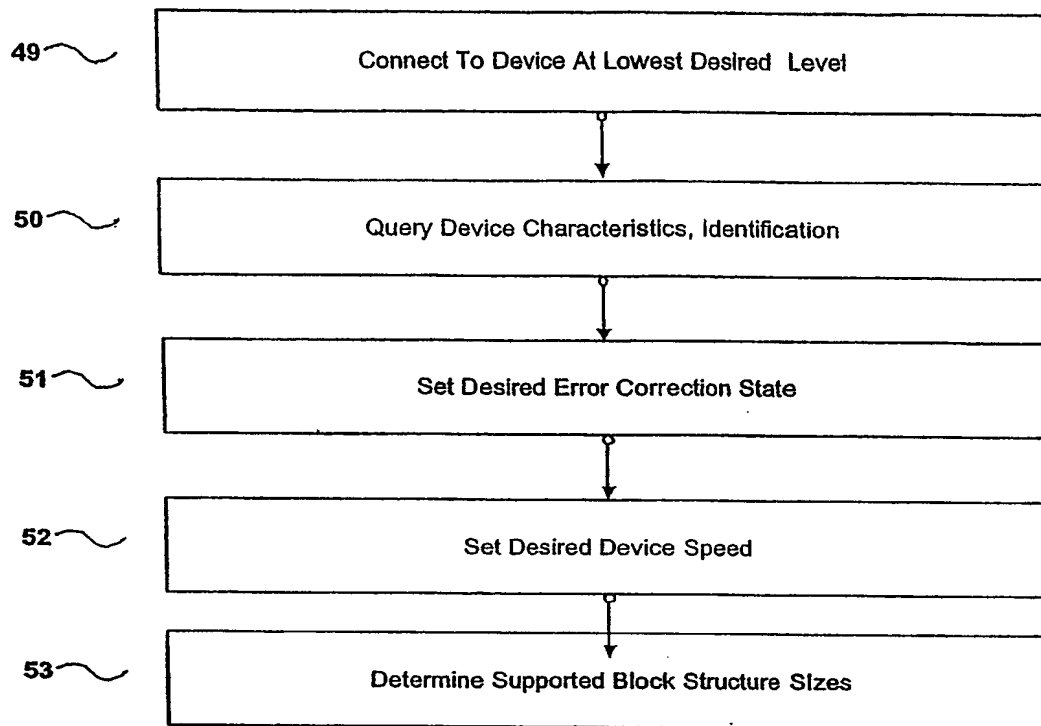 49 Connect To Device At Lowest Desired Level
50 Query Device Characteristics, Identification
51 Set Desired Error Correction State
52 Set Desired Device Speed
53 Determine Supported Block Structure Sizes